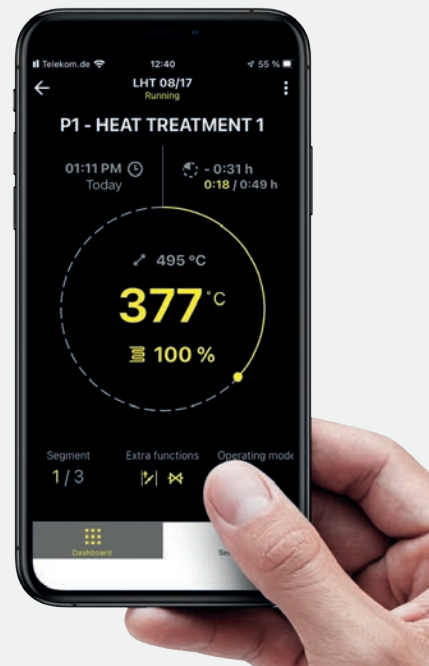 Telekom.de 12:40 55 %
LHT 08/17
Running
P1 - HEAT TREATMENT 1
01:11 PM - 0:31 h
Today 0:18 / 0:49 h
495 °C
377 °C
100 %
Segment Extra functions Operating mode
1 / 3
Dashboard